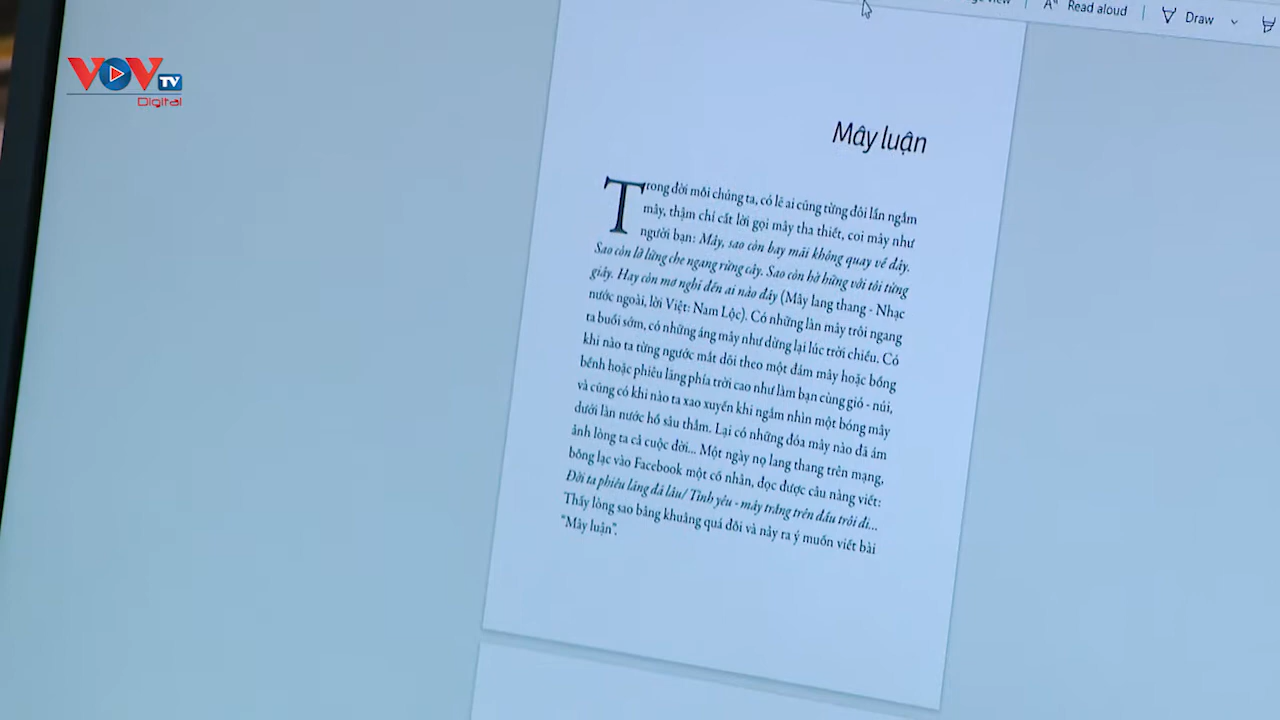 Read aloud
Draw
VOV TV
Digital
Mây luận
Trong đời mỗi chúng ta, có lẽ ai cũng từng đôi lần ngắm
mây, thậm chí cất lời gọi mây tha thiết, coi mây như
người bạn: Mây, sao còn bay mãi không quay về đây.
Sao còn lờ lững che ngang rừng cây. Sao còn hờ hững với tôi từng
giây. Hay còn mơ nghĩ đến ai nào đây (Mây lang thang - Nhạc
nước ngoài, lời Việt: Nam Lộc). Có những làn mây trôi ngang
ta buổi sớm, có những áng mây như dừng lại lúc trời chiều. Có
khi nào ta từng ngước mắt dõi theo một đám mây hoặc bồng
bềnh hoặc phiêu lãng phía trời cao như làm bạn cùng gió - núi,
và cũng có khi nào ta xao xuyến khi ngắm nhìn một bóng mây
dưới làn nước hồ sâu thẳm. Lại có những đóa mây nào đã ám
ảnh lòng ta cả cuộc đời... Một ngày nọ lang thang trên mạng,
bỗng lạc vào Facebook một cố nhân, đọc được câu nàng viết:
Đời ta phiêu lãng đã lâu/ Tình yêu - mây trắng trên đầu trôi đi...
Thấy lòng sao bâng khuâng quá đỗi và nảy ra ý muốn viết bài
"Mây luận".